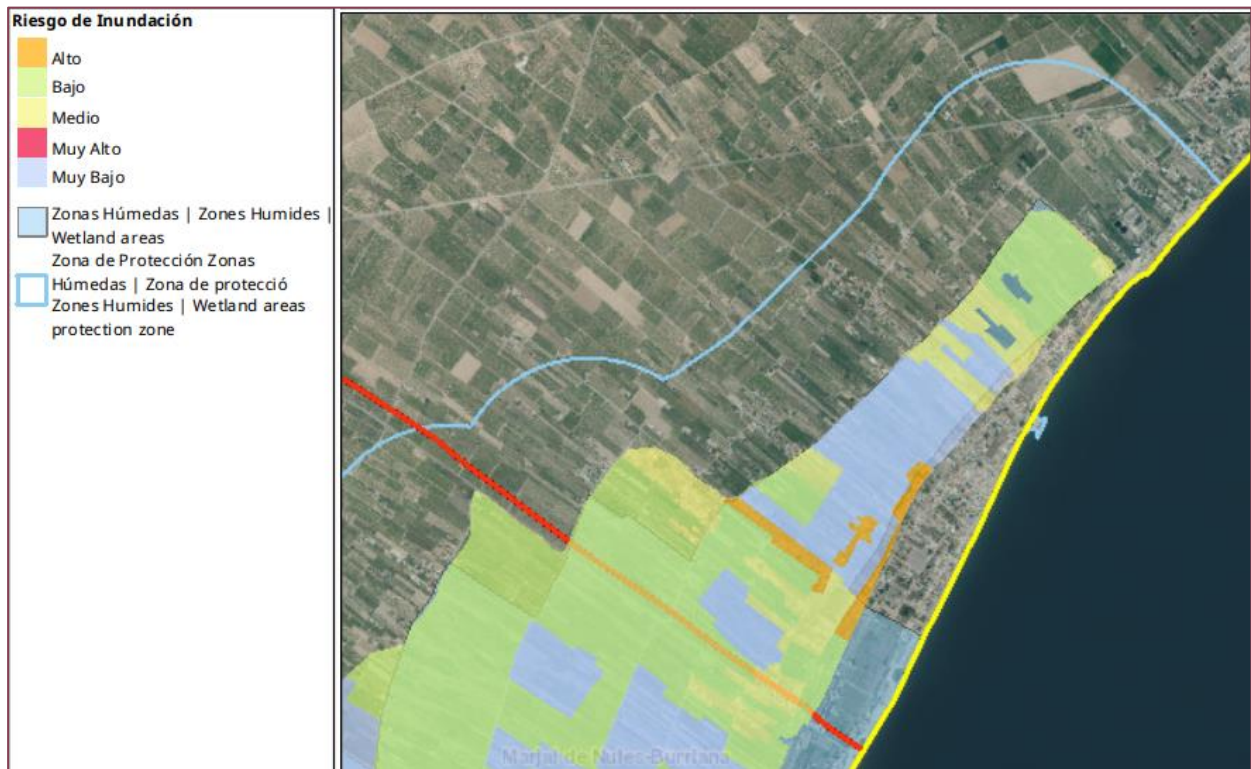 Riesgo de Inundación
Alto
Bajo
Medio
Muy Alto
Muy Bajo
Zonas Húmedas | Zones Humides |
Wetland areas
Zona de Protección Zonas
Húmedas | Zona de protecció
Zones Humides | Wetland areas
protection zone
Marjal de Nules-Burriana